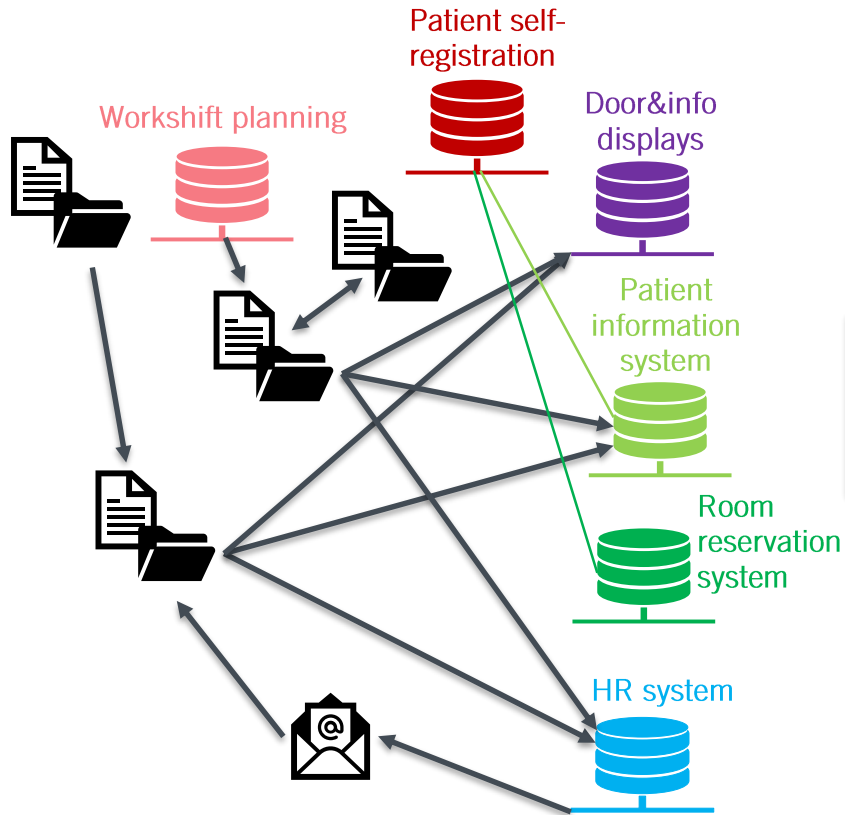 Patient self-
registration
Workshift planning
Door&info
displays
Patient
information
system
Room
reservation
system
HR system
@